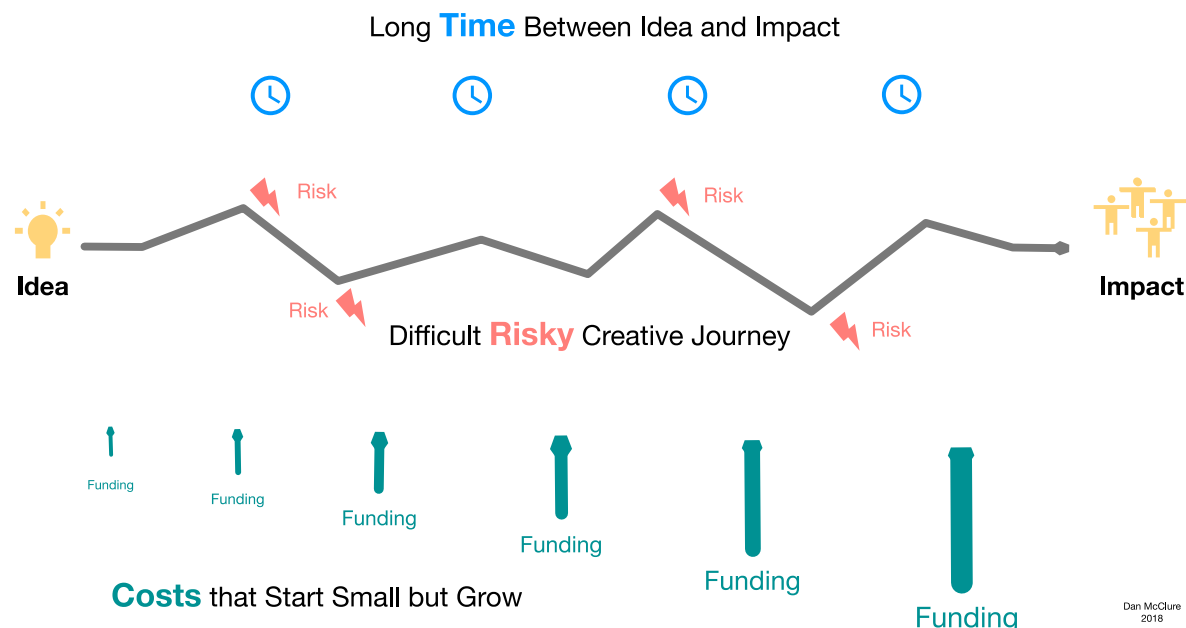 Long Time Between Idea and Impact
Risk
Risk
Idea
Impact
Risk
Risk
Difficult Risky Creative Journey
Funding
Funding
Funding
Funding
Funding
Funding
Costs that Start Small but Grow
Dan McClure
2018